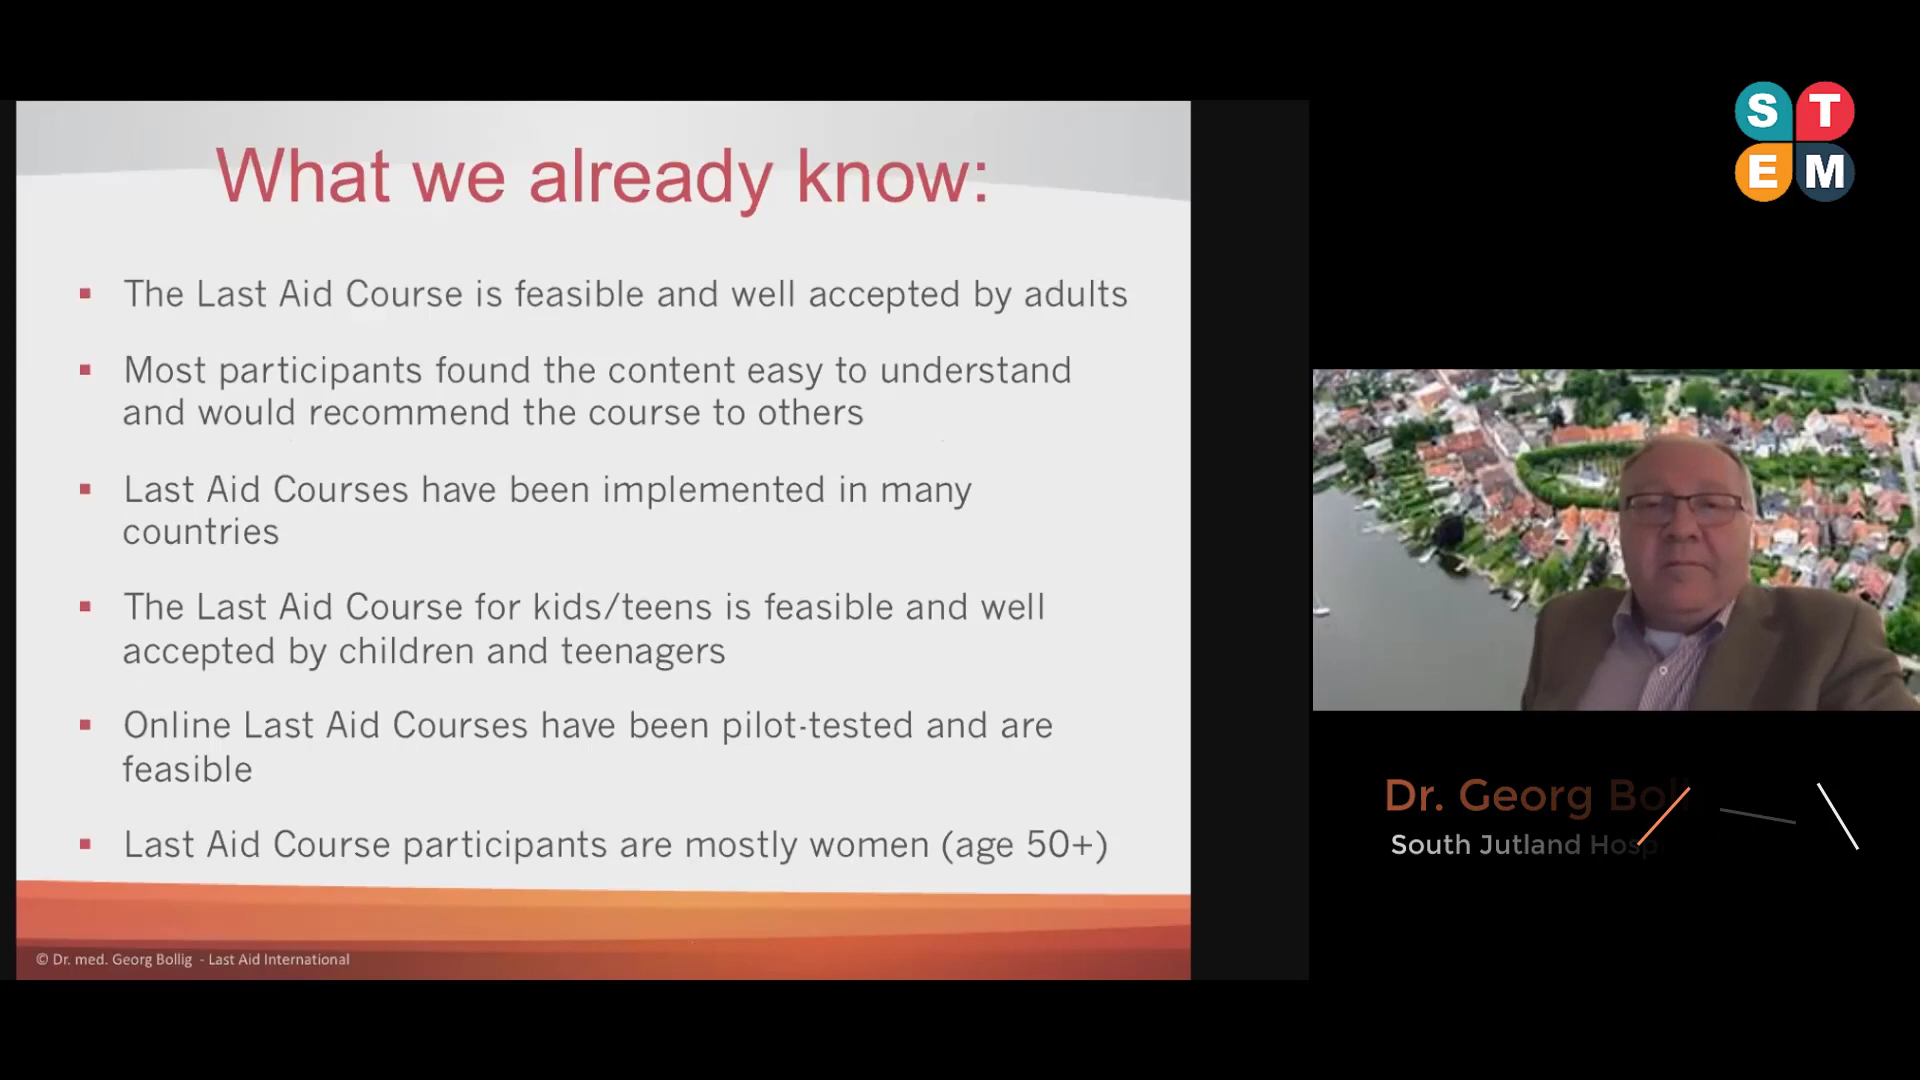 What we already know:
The Last Aid Course is feasible and well accepted by adults
Most participants found the content easy to understand
and would recommend the course to others
Last Aid Courses have been implemented in many
countries
The Last Aid Course for kids/teens is feasible and well
accepted by children and teenagers
Online Last Aid Courses have been pilot-tested and are
feasible
Last Aid Course participants are mostly women (age 50+)
© Dr. med. Georg Bollig - Last Aid International
S T
E M
Dr. Georg
South Jutland